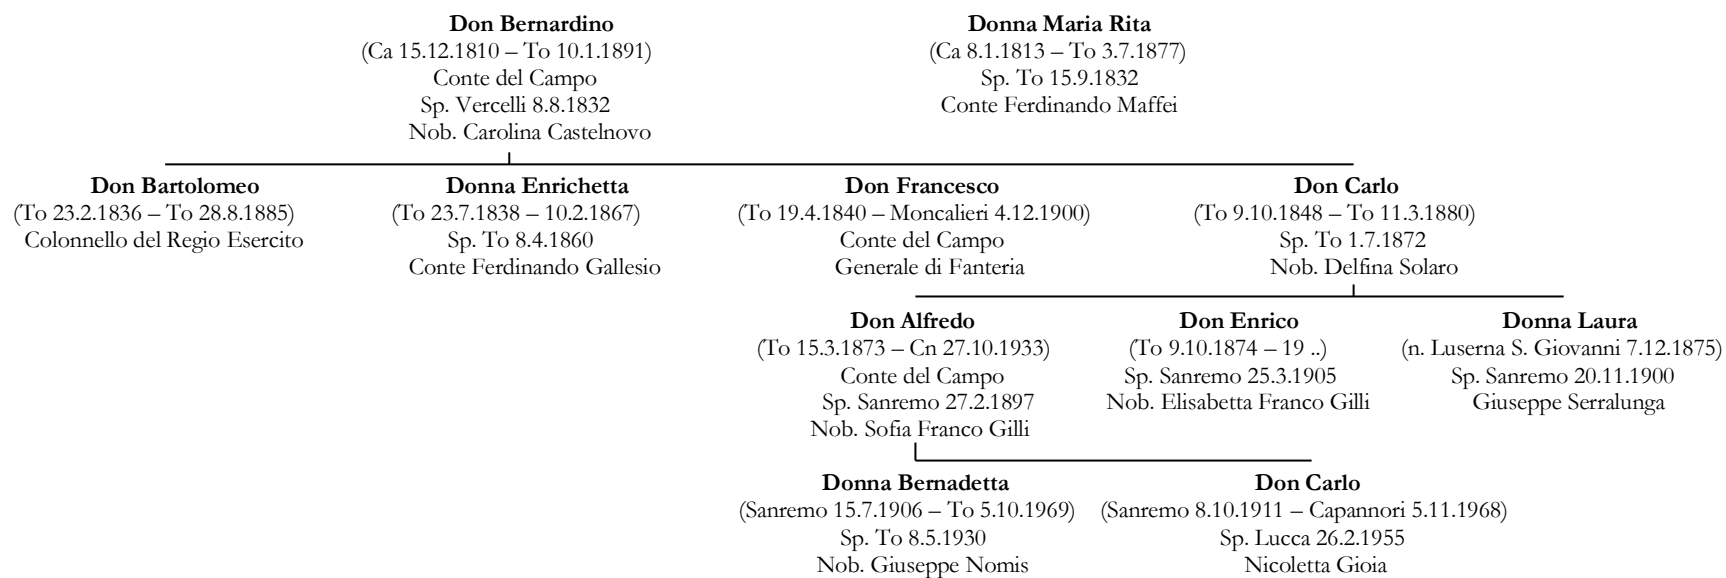 Don Bernardino
(Ca 15.12.1810 – To 10.1.1891)
Conte del Campo
Sp. Vercelli 8.8.1832
Nob. Carolina Castelnovo
Donna Maria Rita
(Ca 8.1.1813 – To 3.7.1877)
Sp. To 15.9.1832
Conte Ferdinando Maffei
Don Bartolomeo
(To 23.2.1836 – To 28.8.1885)
Colonnello del Regio Esercito
Donna Enrichetta
(To 23.7.1838 – 10.2.1867)
Sp. To 8.4.1860
Conte Ferdinando Gallesio
Don Francesco
(To 19.4.1840 – Moncalieri 4.12.1900)
Conte del Campo
Generale di Fanteria
Don Carlo
(To 9.10.1848 – To 11.3.1880)
Sp. To 1.7.1872
Nob. Delfina Solaro
Don Alfredo
(To 15.3.1873 – Cn 27.10.1933)
Conte del Campo
Sp. Sanremo 27.2.1897
Nob. Sofia Franco Gilli
Don Enrico
(To 9.10.1874 – 19 ..)
Sp. Sanremo 25.3.1905
Nob. Elisabetta Franco Gilli
Donna Laura
(n. Luserna S. Giovanni 7.12.1875)
Sp. Sanremo 20.11.1900
Giuseppe Serralunga
Donna Bernadetta
(Sanremo 15.7.1906 – To 5.10.1969)
Sp. To 8.5.1930
Nob. Giuseppe Nomis
Don Carlo
(Sanremo 8.10.1911 – Capannori 5.11.1968)
Sp. Lucca 26.2.1955
Nicoletta Gioia